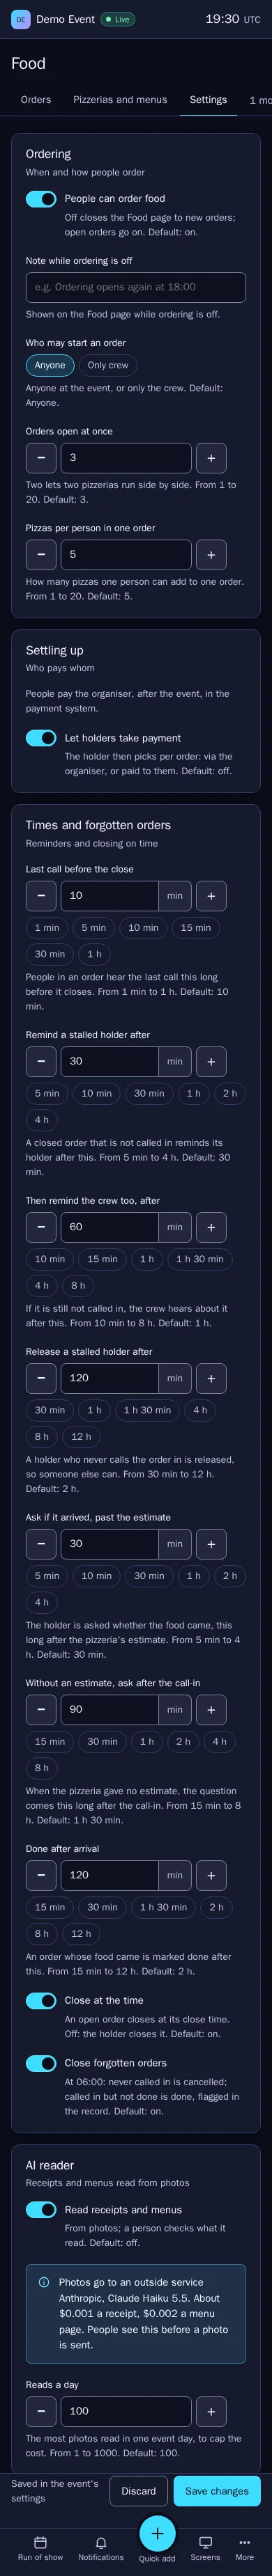 DE Demo Event Live 19:30 UTC
Food
Orders Pizzerias and menus Settings 1 mo
Ordering
When and how people order
People can order food
Off closes the Food page to new orders;
open orders go on. Default: on.
Note while ordering is off
e.g. Ordering opens again at 18:00
Shown on the Food page while ordering is off.
Who may start an order
Anyone Only crew
Anyone at the event, or only the crew. Default:
Anyone.
Orders open at once
− 3 +
Two lets two pizzerias run side by side. From 1 to
20. Default: 3.
Pizzas per person in one order
− 5 +
How many pizzas one person can add to one order.
From 1 to 20. Default: 5.
Settling up
Who pays whom
People pay the organiser, after the event, in the
payment system.
Let holders take payment
The holder then picks per order: via the
organiser, or paid to them. Default: off.
Times and forgotten orders
Reminders and closing on time
Last call before the close
− 10 min +
1 min 5 min 10 min 15 min
30 min 1 h
People in an order hear the last call this long
before it closes. From 1 min to 1 h. Default: 10
min.
Remind a stalled holder after
− 30 min +
5 min 10 min 30 min 1 h 2 h
4 h
A closed order that is not called in reminds its
holder after this. From 5 min to 4 h. Default: 30
min.
Then remind the crew too, after
− 60 min +
10 min 15 min 1 h 1 h 30 min
4 h 8 h
If it is still not called in, the crew hears about it
after this. From 10 min to 8 h. Default: 1 h.
Release a stalled holder after
− 120 min +
30 min 1 h 1 h 30 min 4 h
8 h 12 h
A holder who never calls the order in is released,
so someone else can. From 30 min to 12 h.
Default: 2 h.
Ask if it arrived, past the estimate
− 30 min +
5 min 10 min 30 min 1 h 2 h
4 h
The holder is asked whether the food came, this
long after the pizzeria's estimate. From 5 min to 4
h. Default: 30 min.
Without an estimate, ask after the call-in
− 90 min +
15 min 30 min 1 h 2 h 4 h
8 h
When the pizzeria gave no estimate, the question
comes this long after the call-in. From 15 min to 8
h. Default: 1 h 30 min.
Done after arrival
− 120 min +
15 min 30 min 1 h 30 min 2 h
8 h 12 h
An order whose food came is marked done after
this. From 15 min to 12 h. Default: 2 h.
Close at the time
An open order closes at its close time.
Off: the holder closes it. Default: on.
Close forgotten orders
At 06:00: never called in is cancelled;
called in but not done is done, flagged in
the record. Default: on.
AI reader
Receipts and menus read from photos
Read receipts and menus
From photos; a person checks what it
read. Default: off.
Photos go to an outside service
Anthropic, Claude Haiku 5.5. About
$0.001 a receipt, $0.002 a menu
page. People see this before a photo
is sent.
Reads a day
− 100 +
The most photos read in one event day, to cap the
cost. From 1 to 1000. Default: 100.
Saved in the event's
settings
Discard Save changes
Run of show Notifications Quick add Screens More